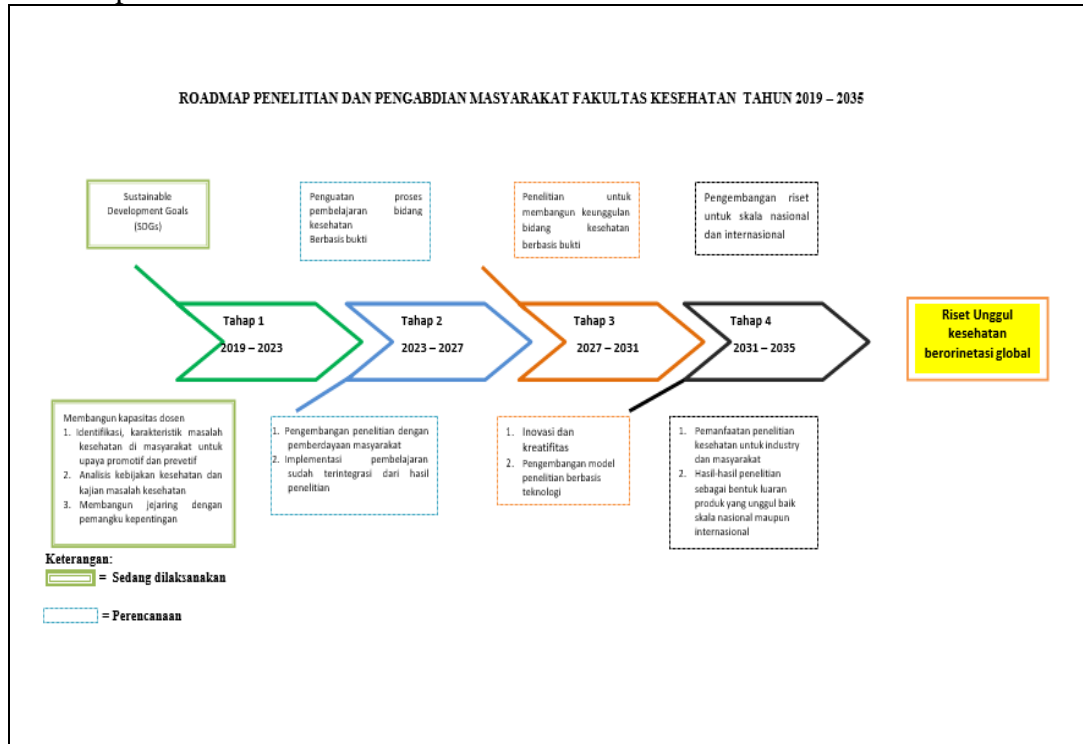 ROADMAP PENELITIAN DAN PENGABDIAN MASYARAKAT FAKULTAS KESEHATAN TAHUN 2019 – 2035
Sustainable
Development Goals
(SDGs)
Penguatan proses
pembelajaran bidang
kesehatan
Berbasis bukti
Penelitian untuk
membangun keunggulan
bidang kesehatan
berbasis bukti
Pengembangan riset
untuk skala nasional
dan internasional
Tahap 1
2019 – 2023
Tahap 2
2023 – 2027
Tahap 3
2027 – 2031
Tahap 4
2031 – 2035
Riset Unggul
kesehatan
berorinetasi global
Membangun kapasitas dosen
1. Identifikasi, karakteristik masalah
kesehatan di masyarakat untuk
upaya promotif dan prevetif
2. Analisis kebijakan kesehatan dan
kajian masalah kesehatan
3. Membangun jejaring dengan
pemangku kepentingan
1. Pengembangan penelitian dengan
pemberdayaan masyarakat
2. Implementasi pembelajaran
sudah terintegrasi dari hasil
penelitian
1. Inovasi dan
kreatifitas
2. Pengembangan model
penelitian berbasis
teknologi
1. Pemanfaatan penelitian
kesehatan untuk industry
dan masyarakat
2. Hasil-hasil penelitian
sebagai bentuk luaran
produk yang unggul baik
skala nasional maupun
internasional
Keterangan:
= Sedang dilaksanakan
= Perencanaan